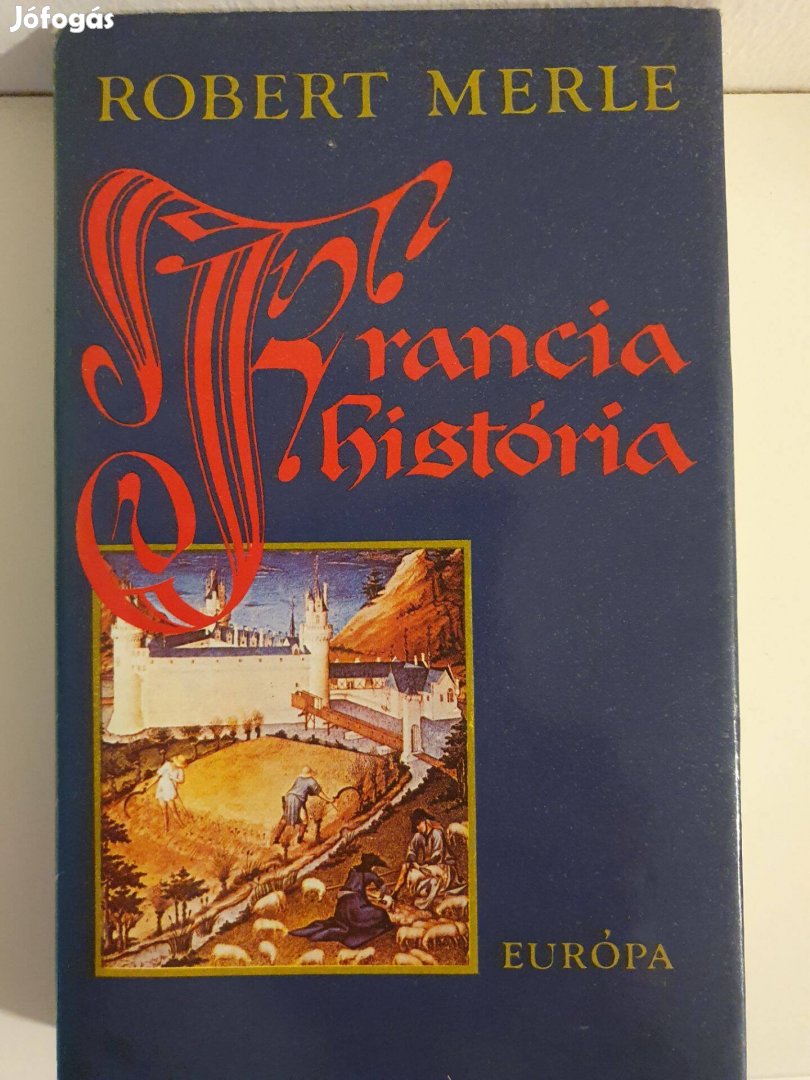 Jófogás
ROBERT MERLE
Francia
história
EURÓPA